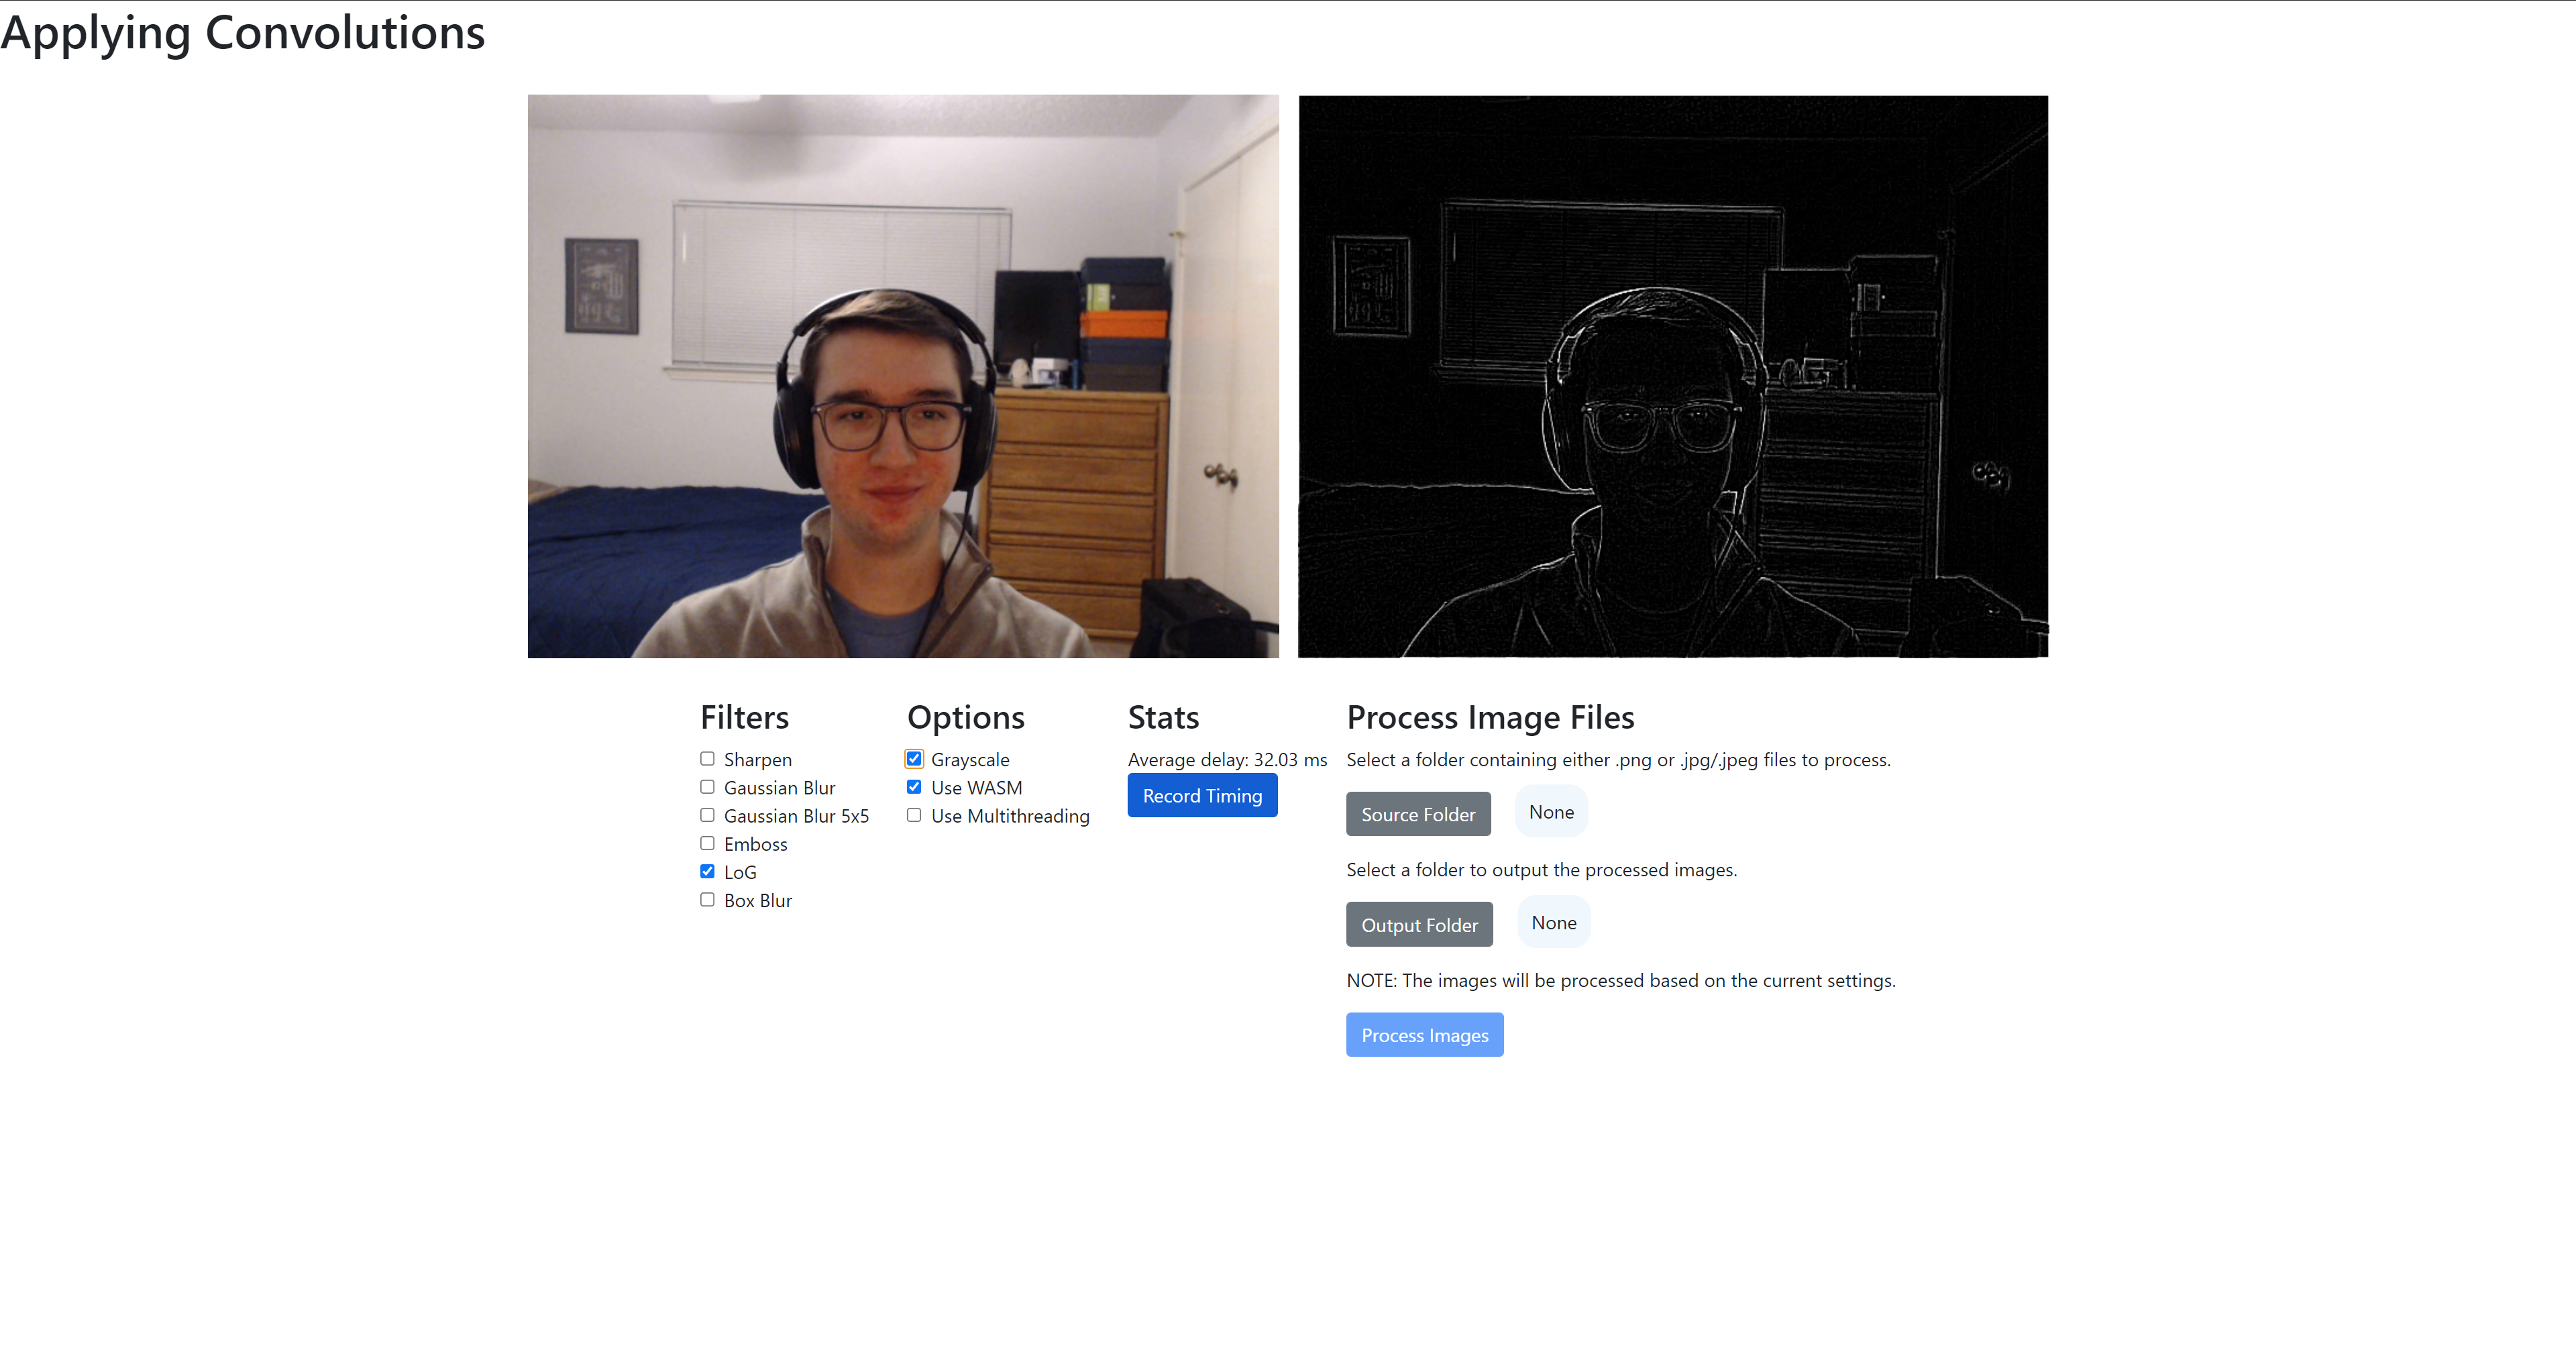 Applying Convolutions
Filters
Sharpen
Gaussian Blur
Gaussian Blur 5x5
Emboss
LoG
Box Blur
Options
Grayscale
Use WASM
Use Multithreading
Stats
Average delay: 32.03 ms
Record Timing
Process Image Files
Select a folder containing either .png or .jpg/.jpeg files to process.
Source Folder
None
Select a folder to output the processed images.
Output Folder
None
NOTE: The images will be processed based on the current settings.
Process Images